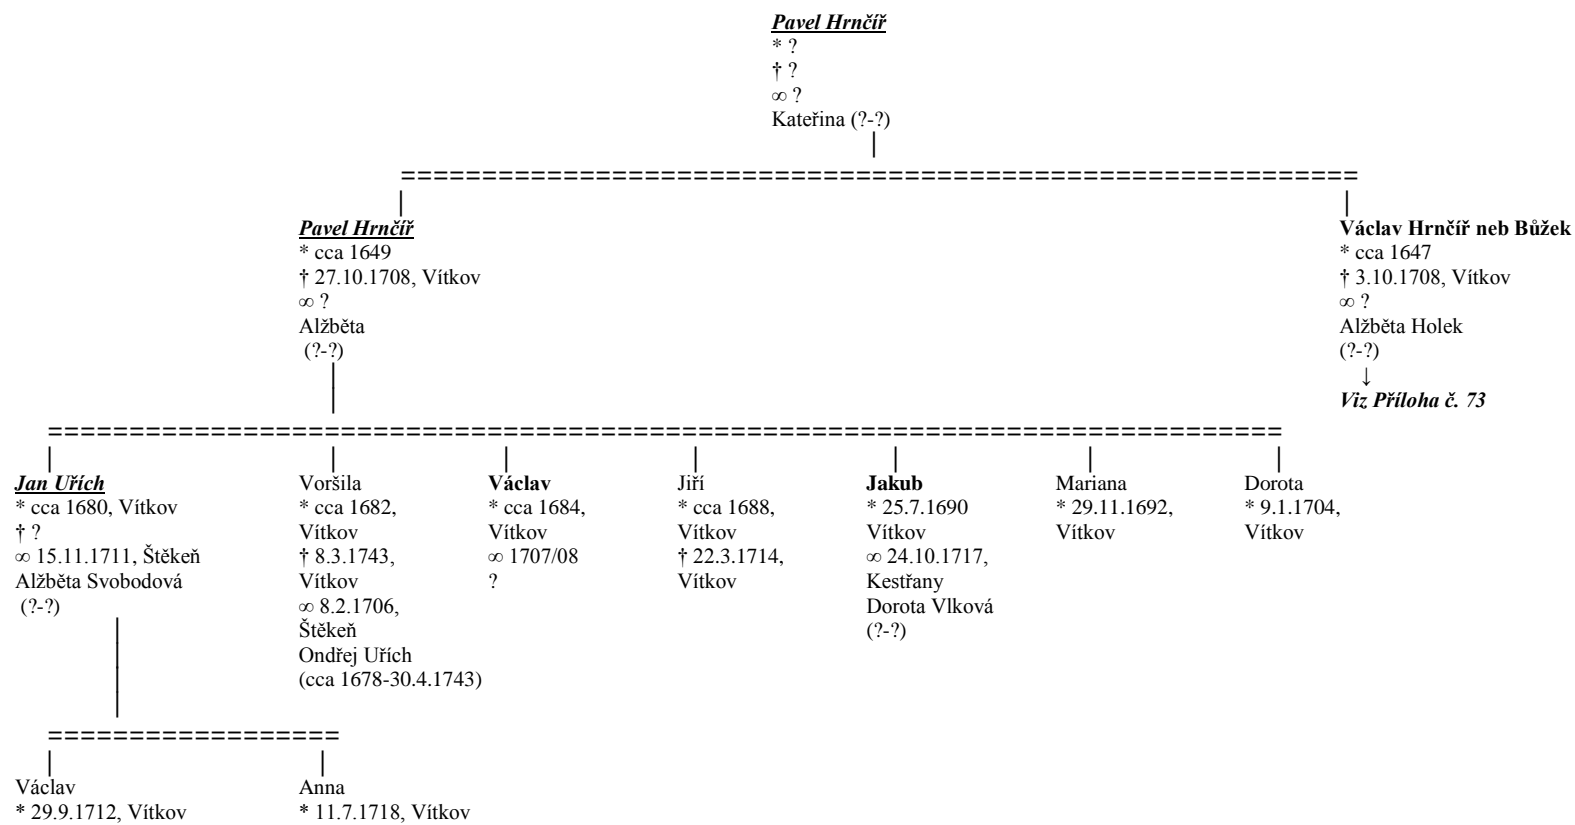 Pavel Hrnčíř
* ?
† ?
∞ ?
Kateřina (?-?)
Pavel Hrnčíř
* cca 1649
† 27.10.1708, Vítkov
∞ ?
Alžběta
(?-?)
Václav Hrnčíř neb Bůžek
* cca 1647
† 3.10.1708, Vítkov
∞ ?
Alžběta Holek
(?-?)
↓
Viz Příloha č. 73
Jan Uřích
* cca 1680, Vítkov
† ?
∞ 15.11.1711, Štěkeň
Alžběta Svobodová
(?-?)
Voršila
* cca 1682,
Vítkov
† 8.3.1743,
Vítkov
∞ 8.2.1706,
Štěkeň
Ondřej Uřích
(cca 1678-30.4.1743)
Václav
* cca 1684,
Vítkov
∞ 1707/08
?
Jiří
* cca 1688,
Vítkov
† 22.3.1714,
Vítkov
Jakub
* 25.7.1690
Vítkov
∞ 24.10.1717,
Kestřany
Dorota Vlková
(?-?)
Mariana
* 29.11.1692,
Vítkov
Dorota
* 9.1.1704,
Vítkov
Václav
* 29.9.1712, Vítkov
Anna
* 11.7.1718, Vítkov